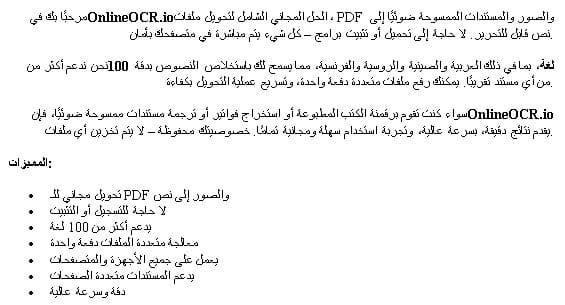 مرحبًا بك في OnlineOCR.io، الحل المجاني الشامل لتحويل ملفات PDF والصور والمستندات الممسوحة ضوئيًا إلى
نص قابل للتحرير. لا حاجة إلى تحميل أو تثبيت برامج – كل شيء يتم مباشرة في متصفحك بأمان.
نحن ندعم أكثر من 100 لغة، بما في ذلك العربية والصينية والروسية والفرنسية، مما يسمح لك باستخلاص النصوص بدقة
من أي مستند تقريبًا. يمكنك رفع ملفات متعددة دفعة واحدة، وتسريع عملية التحويل بكفاءة.
سواء كنت تقوم برقمنة الكتب المطبوعة أو استخراج فواتير أو ترجمة مستندات ممسوحة ضوئيًا، فإن OnlineOCR.io
يقدم نتائج دقيقة، بسرعة عالية، وتجربة استخدام سهلة ومجانية تمامًا. خصوصيتك محفوظة – لا يتم تخزين أي ملفات.
المميزات:
• تحويل مجاني للـ PDF والصور إلى نص
• لا حاجة للتسجيل أو التثبيت
• يدعم أكثر من 100 لغة
• معالجة متعددة الملفات دفعة واحدة
• يعمل على جميع الأجهزة والمتصفحات
• يدعم المستندات متعددة الصفحات
• دقة وسرعة عالية